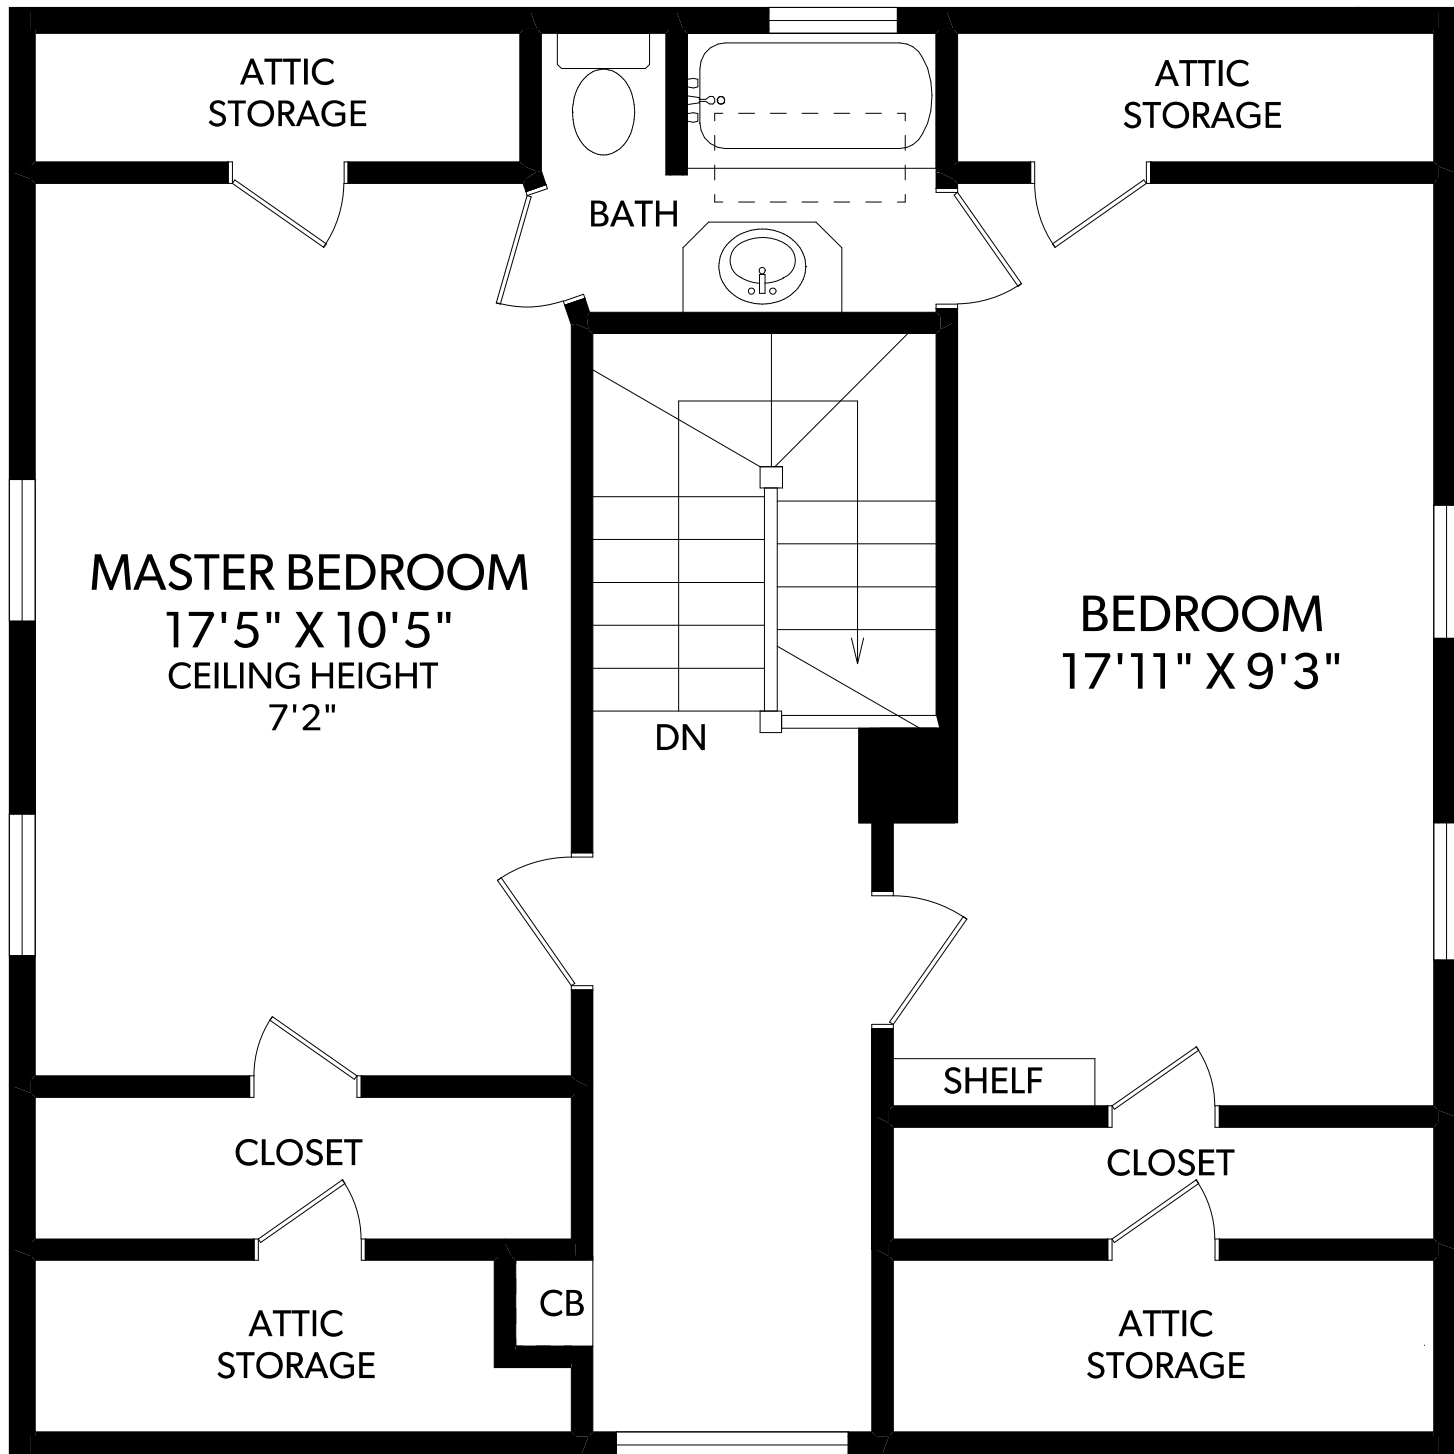 ATTIC
STORAGE
ATTIC
STORAGE
BATH
MASTER BEDROOM
17'5" X 10'5"
CEILING HEIGHT
7'2"
BEDROOM
17'11" X 9'3"
DN
SHELF
CLOSET
CLOSET
CB
ATTIC
STORAGE
ATTIC
STORAGE